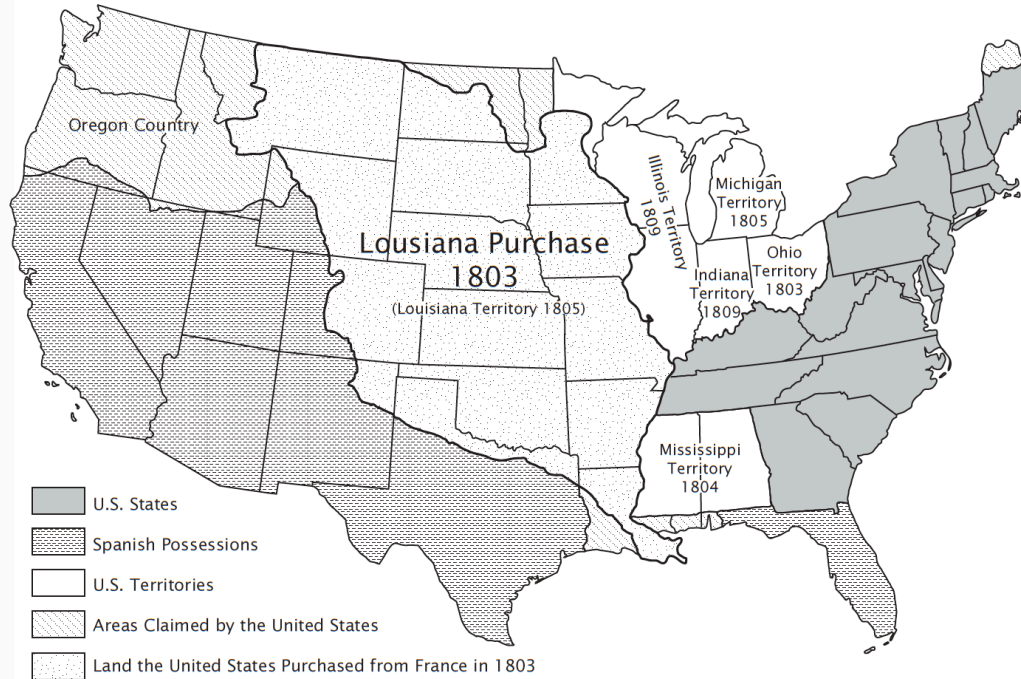 Oregon Country
Lousiana Purchase
1803
(Louisiana Territory 1805)
Illinois Territory
1809
Michigan
Territory
1805
Indiana
Territory
1809
Ohio
Territory
1803
Mississippi
Territory
1804
U.S. States
Spanish Possessions
U.S. Territories
Areas Claimed by the United States
Land the United States Purchased from France in 1803